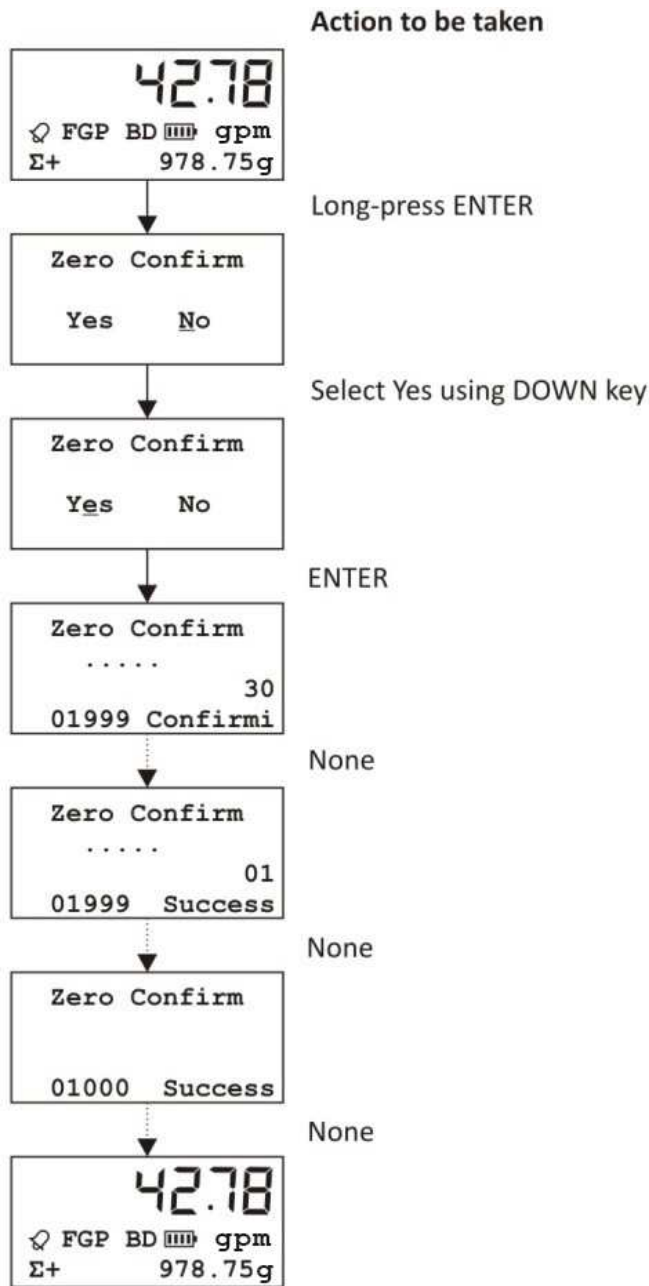 Action to be taken
42.78
FGP BD gpm
Σ+ 978.75g
Long-press ENTER
Zero Confirm
Yes No
Select Yes using DOWN key
Zero Confirm
Yes No
ENTER
Zero Confirm
.....
30
01999 Confirmi
None
Zero Confirm
.....
01
01999 Success
None
Zero Confirm
01000 Success
None
42.78
FGP BD gpm
Σ+ 978.75g